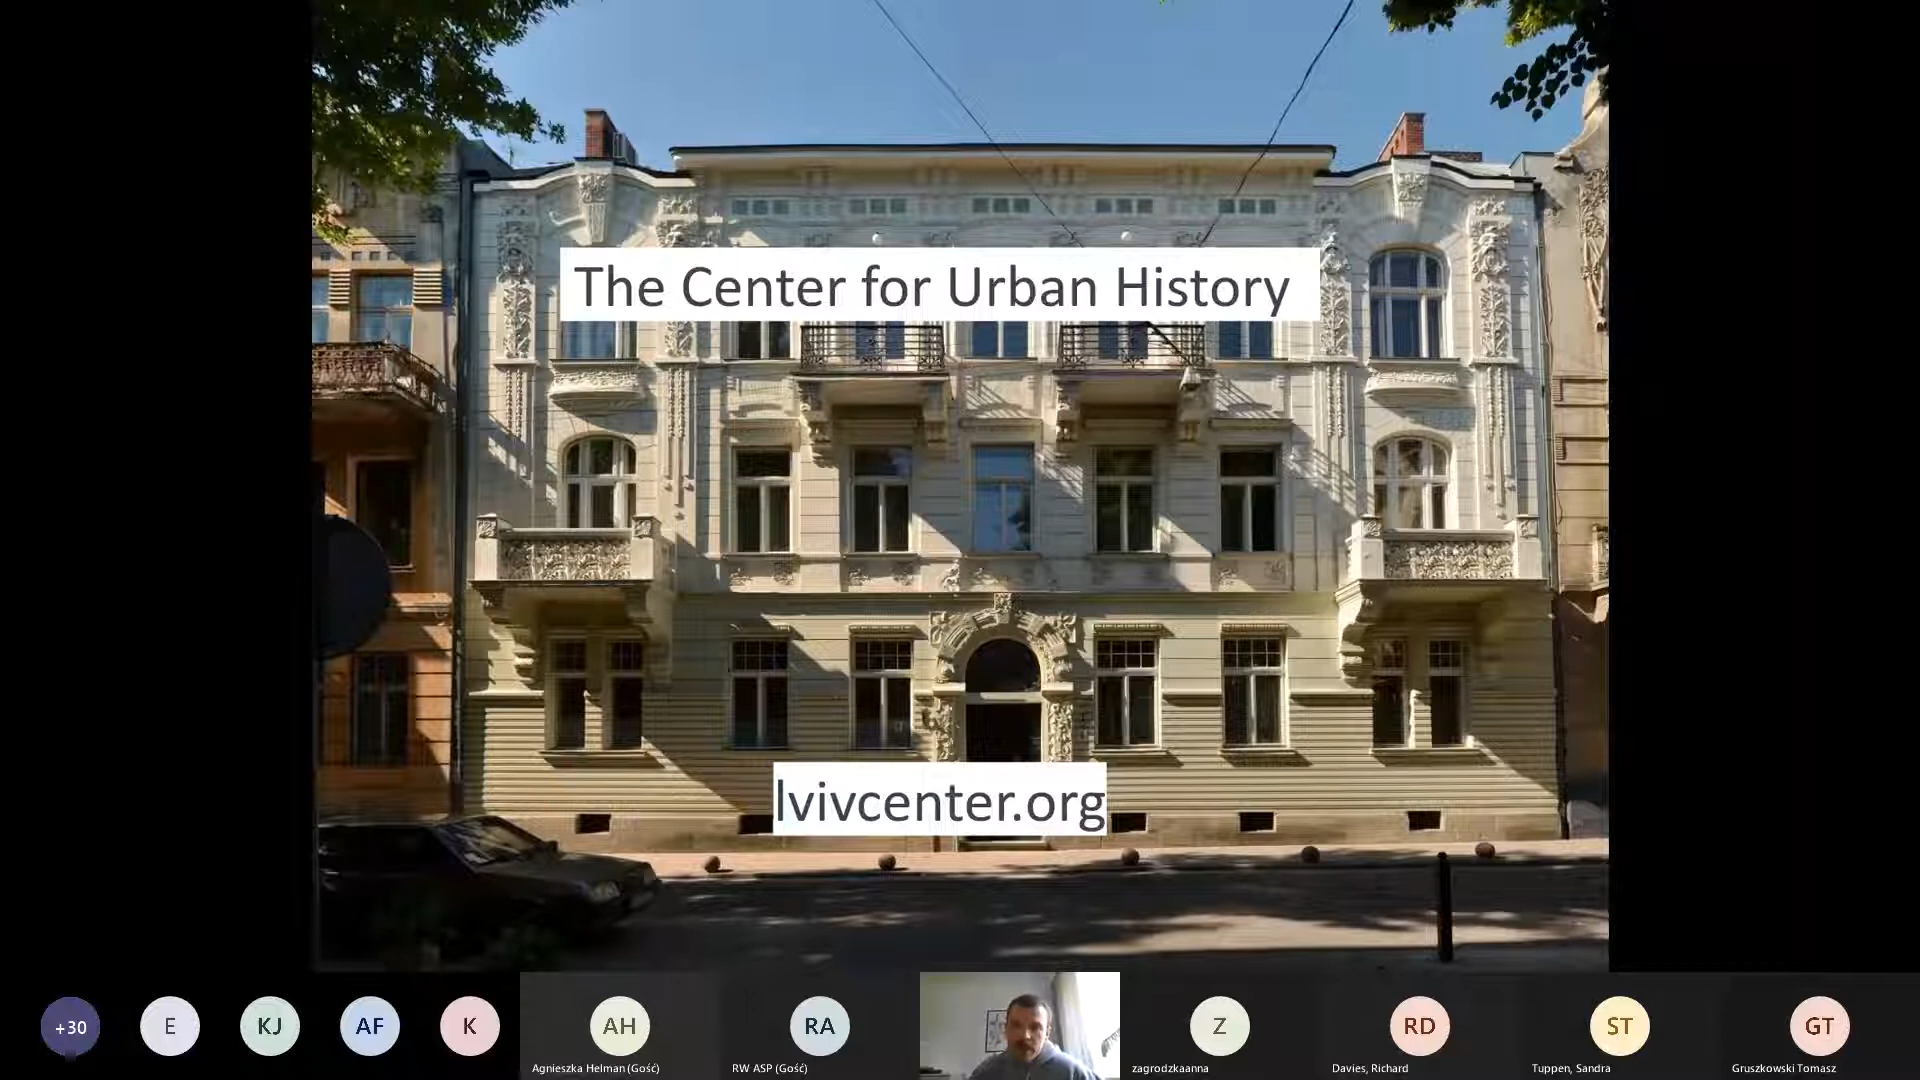 The Center for Urban History
lvivcenter.org
+30
E
KJ
AF
K
AH
RA
Z
RD
ST
GT
Agnieszka Helman (Gość)
RW ASP (Gość)
zagrodzkaanna
Davies, Richard
Tuppen, Sandra
Gruszkowski Tomasz